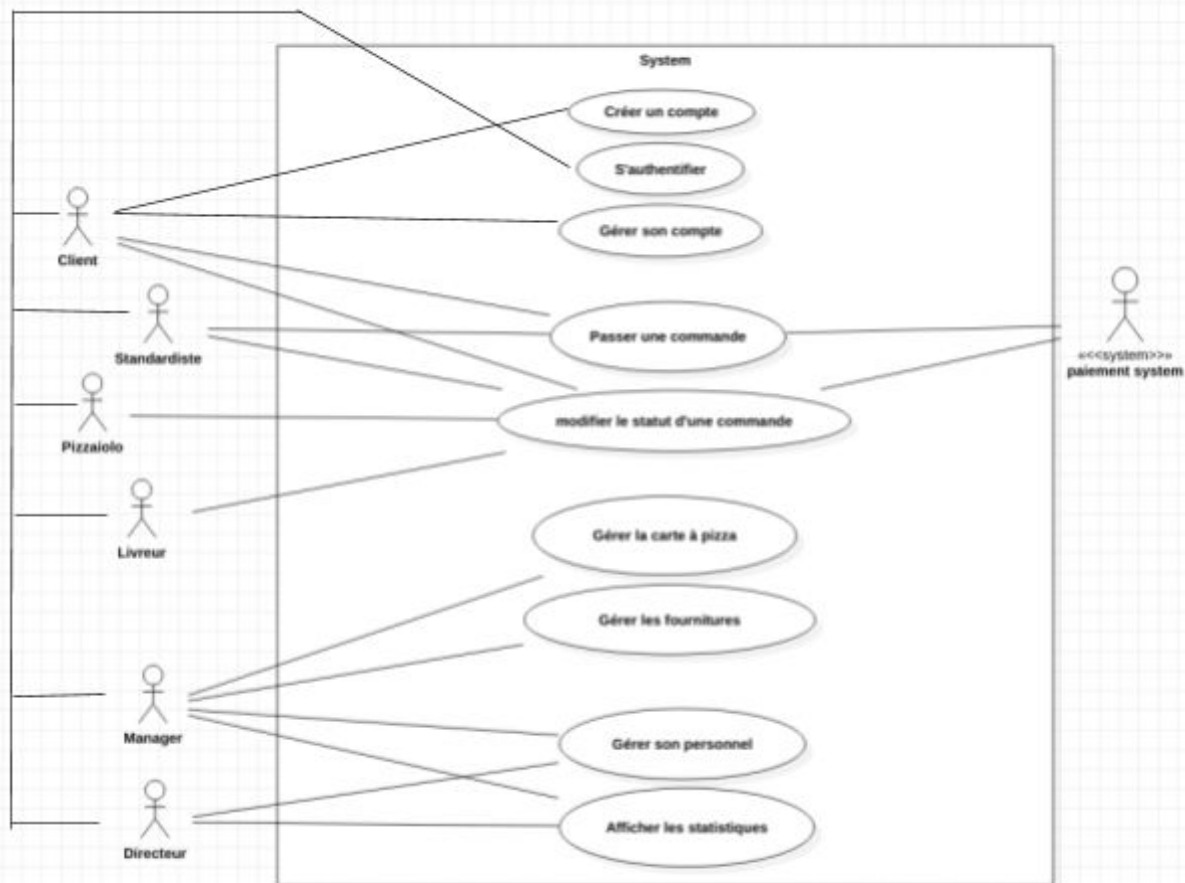 System
Créer un compte
S'authentifier
Gérer son compte
Client
Passer une commande
Standardiste
«<<system>>»
paiement system
modifier le statut d'une commande
Pizzaiolo
Gérer la carte à pizza
Livreur
Gérer les fournitures
Manager
Gérer son personnel
Afficher les statistiques
Directeur